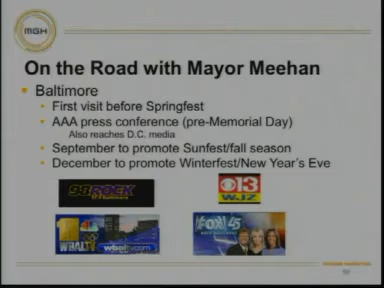 MGH
On the Road with Mayor Meehan
Baltimore
First visit before Springfest
AAA press conference (pre-Memorial Day)
Also reaches D.C. media
September to promote Sunfest/fall season
December to promote Winterfest/New Year's Eve
98 ROCK
13
WJZ
WBALTV
wbaltv.com
FOX 45